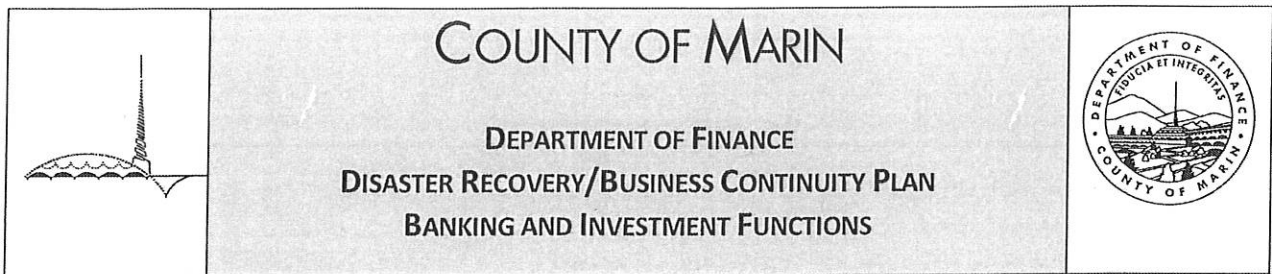 COUNTY OF MARIN
DEPARTMENT OF FINANCE
DISASTER RECOVERY/BUSINESS CONTINUITY PLAN
BANKING AND INVESTMENT FUNCTIONS
DEPARTMENT OF FINANCE
FIDUCIA ET INTEGRITAS
COUNTY OF MARIN